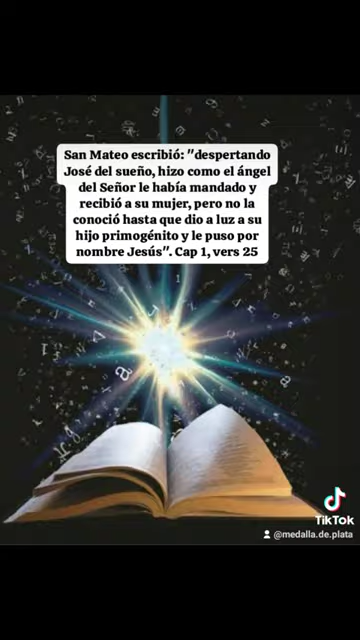 San Mateo escribió: "despertando
José del sueño, hizo como el ángel
del Señor le había mandado y
recibió a su mujer, pero no la
conoció hasta que dio a luz a su
hijo primogénito y le puso por
nombre Jesús". Cap 1, vers 25
TikTok
@medalla.de.plata